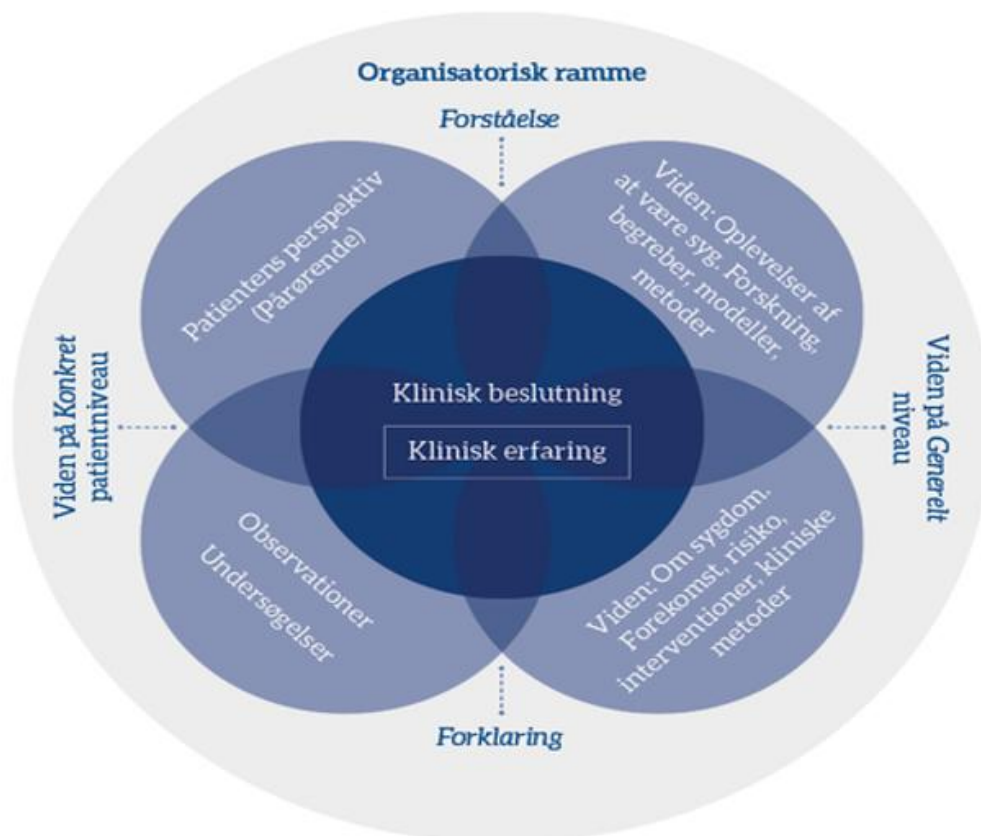 Organisatorisk ramme
Forståelse
Patientens perspektiv
(Pårørende)
Viden: Oplevelser af
at være syg. Forskning,
begreber, modeller,
metoder
Viden på Konkret
patientniveau
Klinisk beslutning
Klinisk erfaring
Viden på Generelt
niveau
Observationer
Undersøgelser
Viden: Om sygdom.
Forekomst, risiko,
interventioner, kliniske
metoder
Forklaring